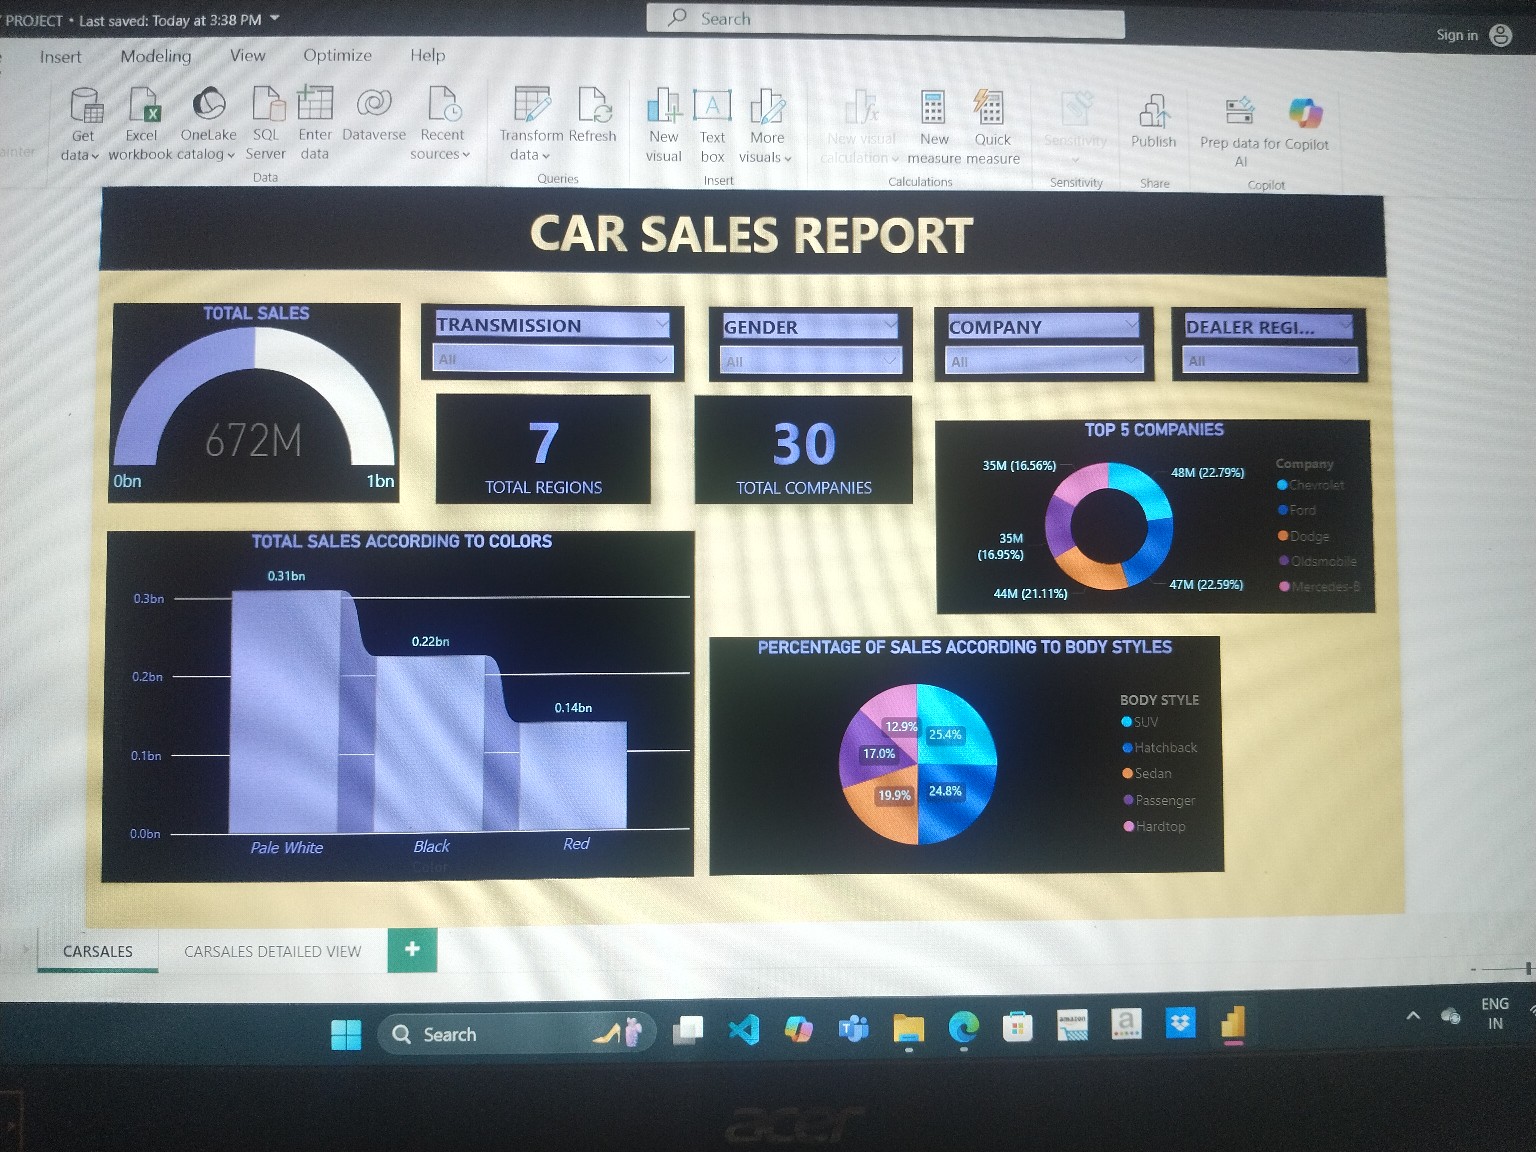 PROJECT • Last saved: Today at 3:38 PM
Search
Sign in
Insert
Modeling
View
Optimize
Help
Get data
Excel workbook
OneLake catalog
SQL Server
Enter data
Dataverse
Recent sources
Data
Transform data
Refresh
Queries
New visual
Text box
More visuals
Insert
New visual calculation
New measure
Quick measure
Calculations
Sensitivity
Sensitivity
Publish
Share
Prep data for AI
Copilot
Copilot
CAR SALES REPORT
TOTAL SALES
672M
0bn
1bn
TRANSMISSION
All
GENDER
All
COMPANY
All
DEALER REGI...
All
7
TOTAL REGIONS
30
TOTAL COMPANIES
TOP 5 COMPANIES
35M (16.56%)
48M (22.79%)
35M
(16.95%)
44M (21.11%)
47M (22.59%)
Company
Chevrolet
Ford
Dodge
Oldsmobile
Mercedes-B
TOTAL SALES ACCORDING TO COLORS
0.31bn
0.3bn
0.22bn
0.2bn
0.14bn
0.1bn
0.0bn
Pale White
Black
Red
Color
PERCENTAGE OF SALES ACCORDING TO BODY STYLES
12.9%
25.4%
17.0%
19.9%
24.8%
BODY STYLE
SUV
Hatchback
Sedan
Passenger
Hardtop
CARSALES
CARSALES DETAILED VIEW
+
Search
amazon
a
ENG
IN
acer